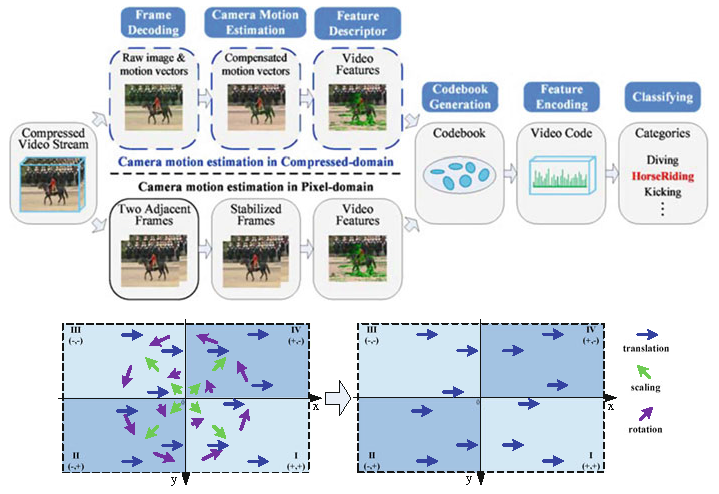 Frame
Decoding
Camera Motion
Estimation
Feature
Descriptor
Raw image &
motion vectors
Compensated
motion vectors
Video
Features
Codebook
Generation
Feature
Encoding
Classifying
Compressed
Video Stream
Codebook
Video Code
Categories
Diving
HorseRiding
Kicking
⋮
Camera motion estimation in Compressed-domain
Camera motion estimation in Pixel-domain
Two Adjacent
Frames
Stabilized
Frames
Video
Features
III
(-,-)
IV
(+,-)
II
(-,+)
I
(+,+)
x
y
0
III
(-,-)
IV
(+,-)
II
(-,+)
I
(+,+)
x
y
0
translation
scaling
rotation